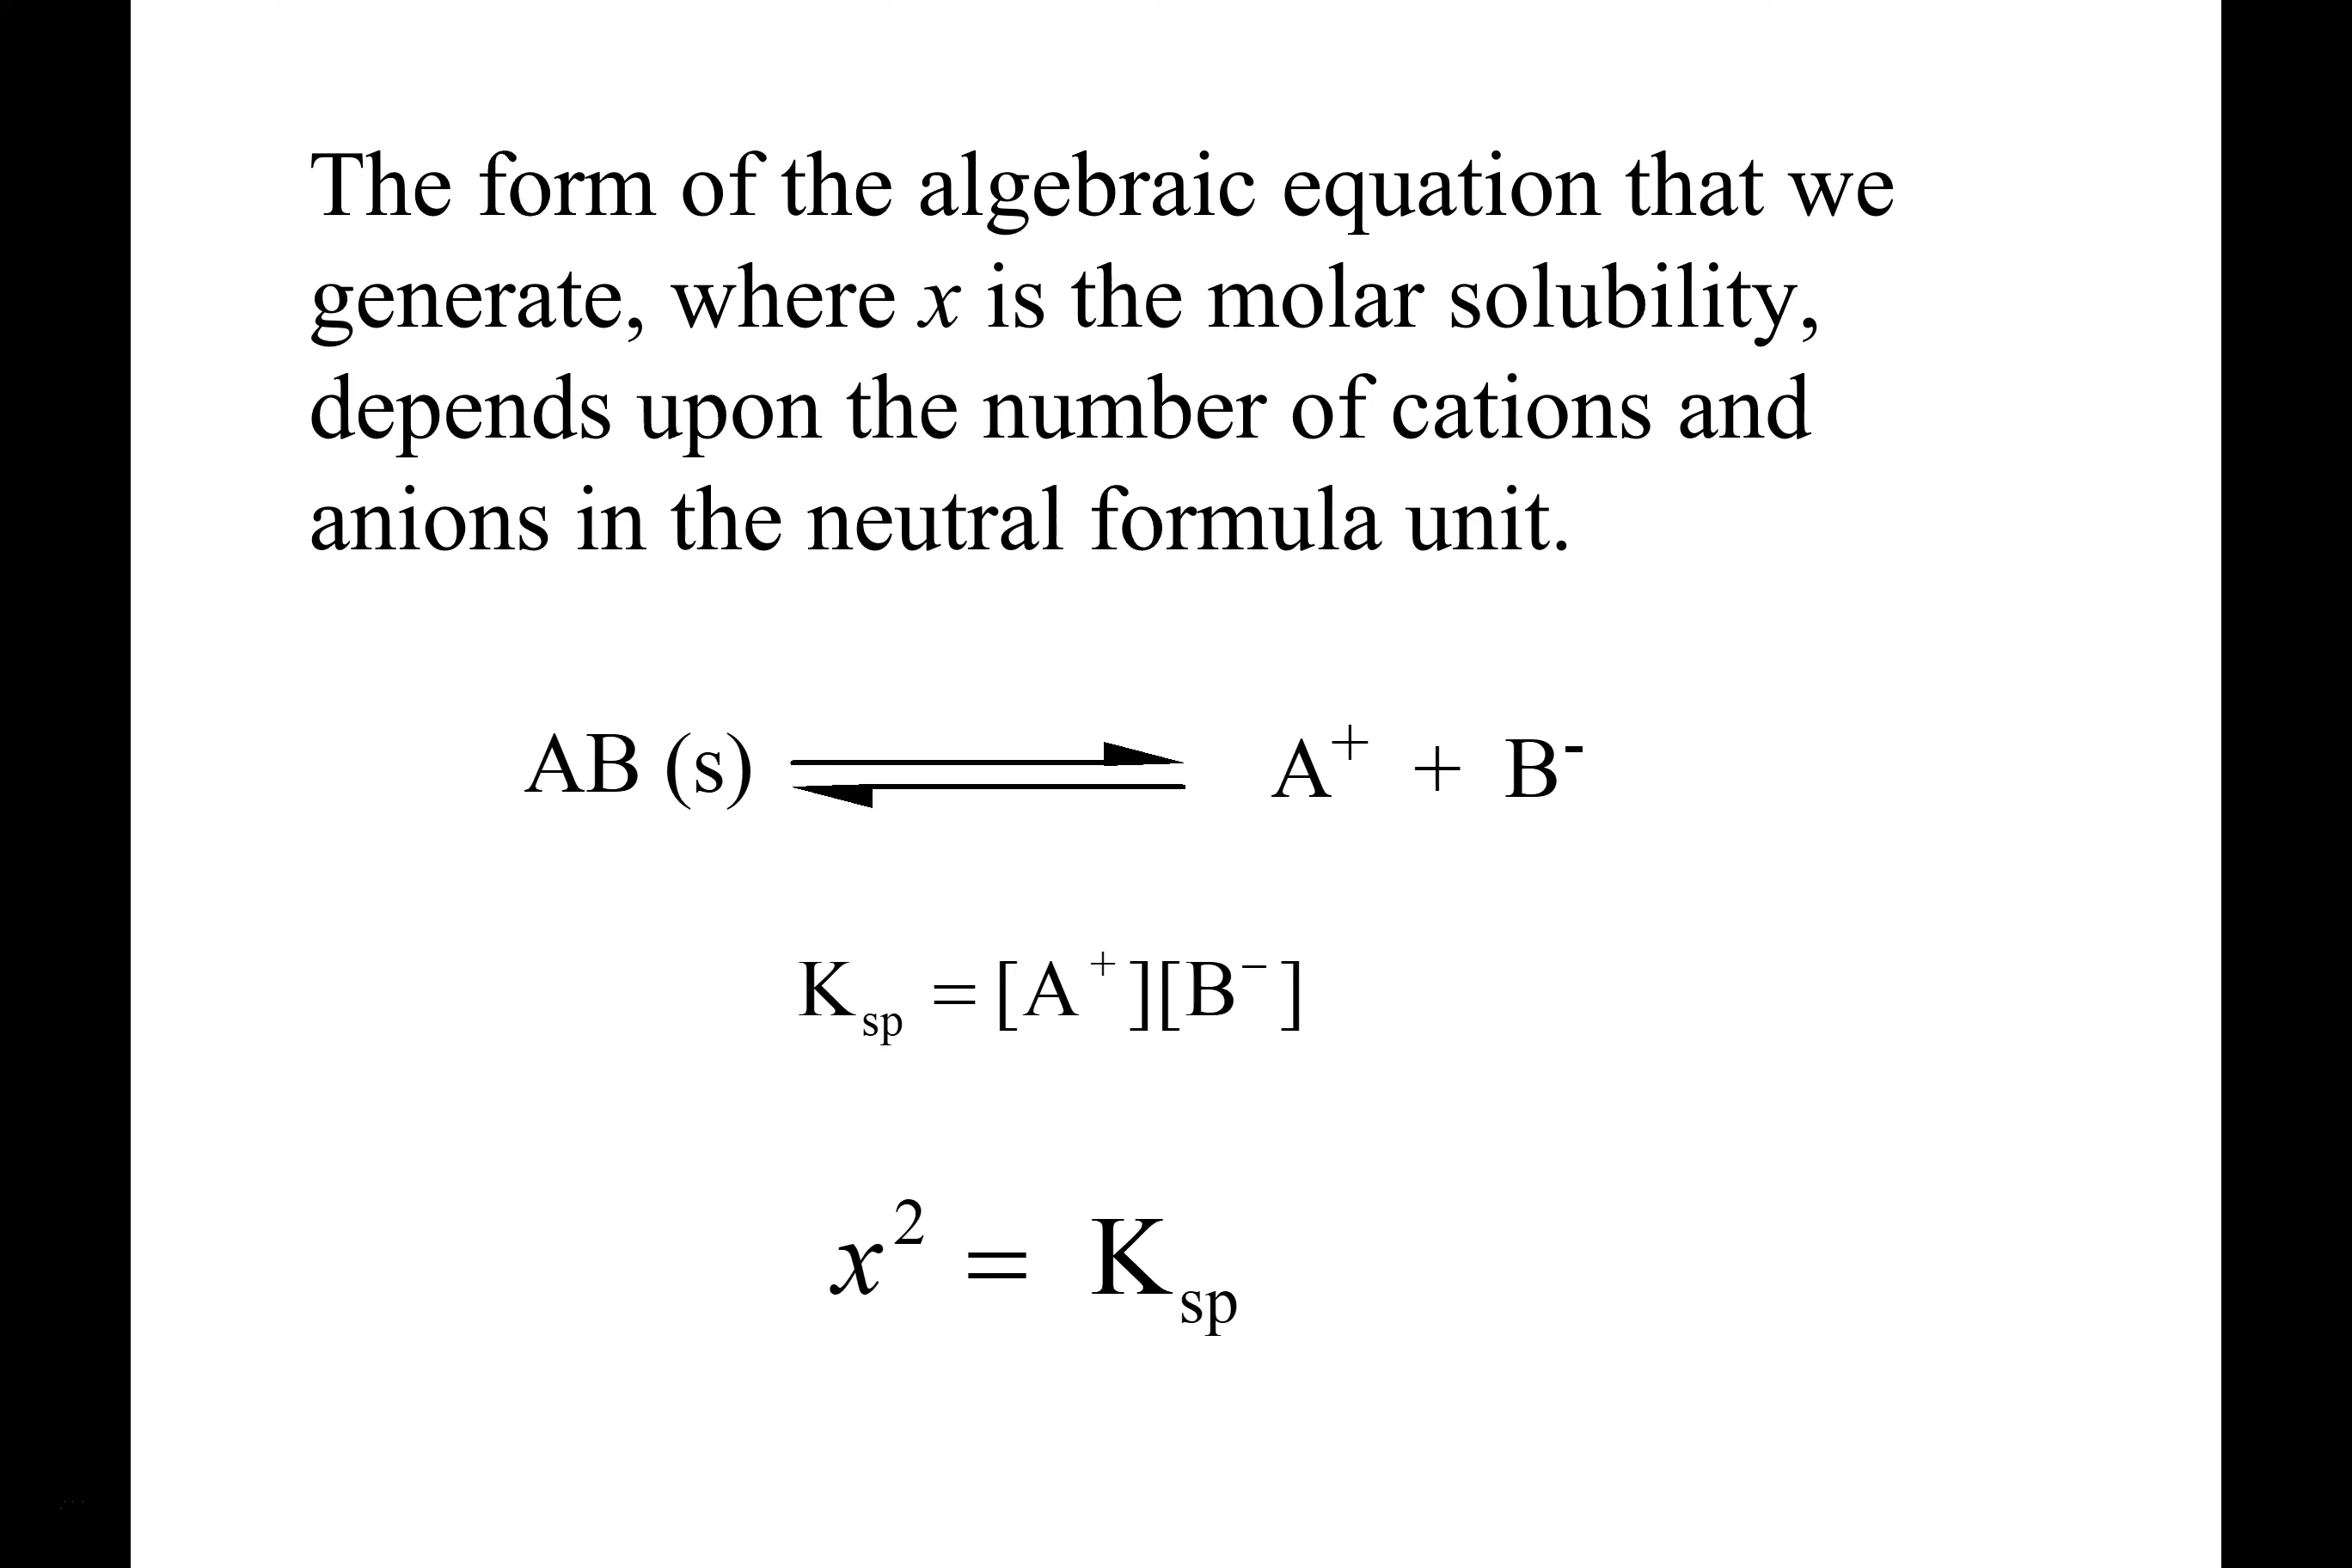 The form of the algebraic equation that we
generate, where x is the molar solubility,
depends upon the number of cations and
anions in the neutral formula unit.
AB (s) ⇌ A⁺ + B⁻
Kₛₚ = [A⁺][B⁻]
x² = Kₛₚ